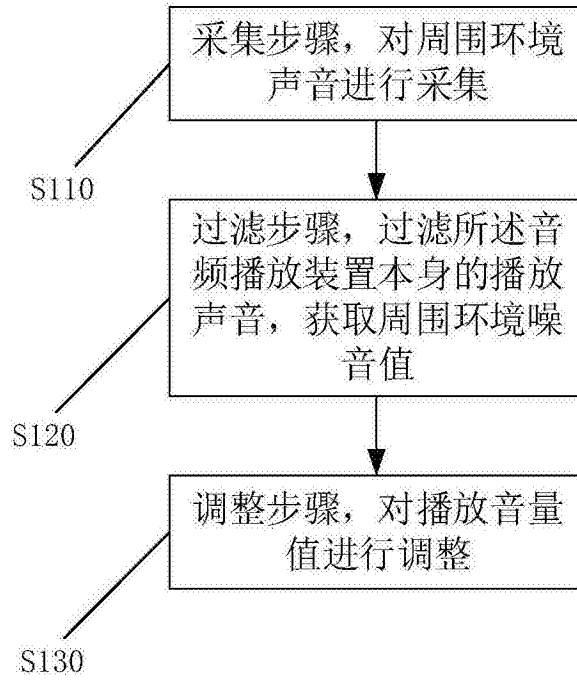 采集步骤，对周围环境
声音进行采集
S110
过滤步骤，过滤所述音
频播放装置本身的播放
声音，获取周围环境噪
音值
S120
调整步骤，对播放音量
值进行调整
S130